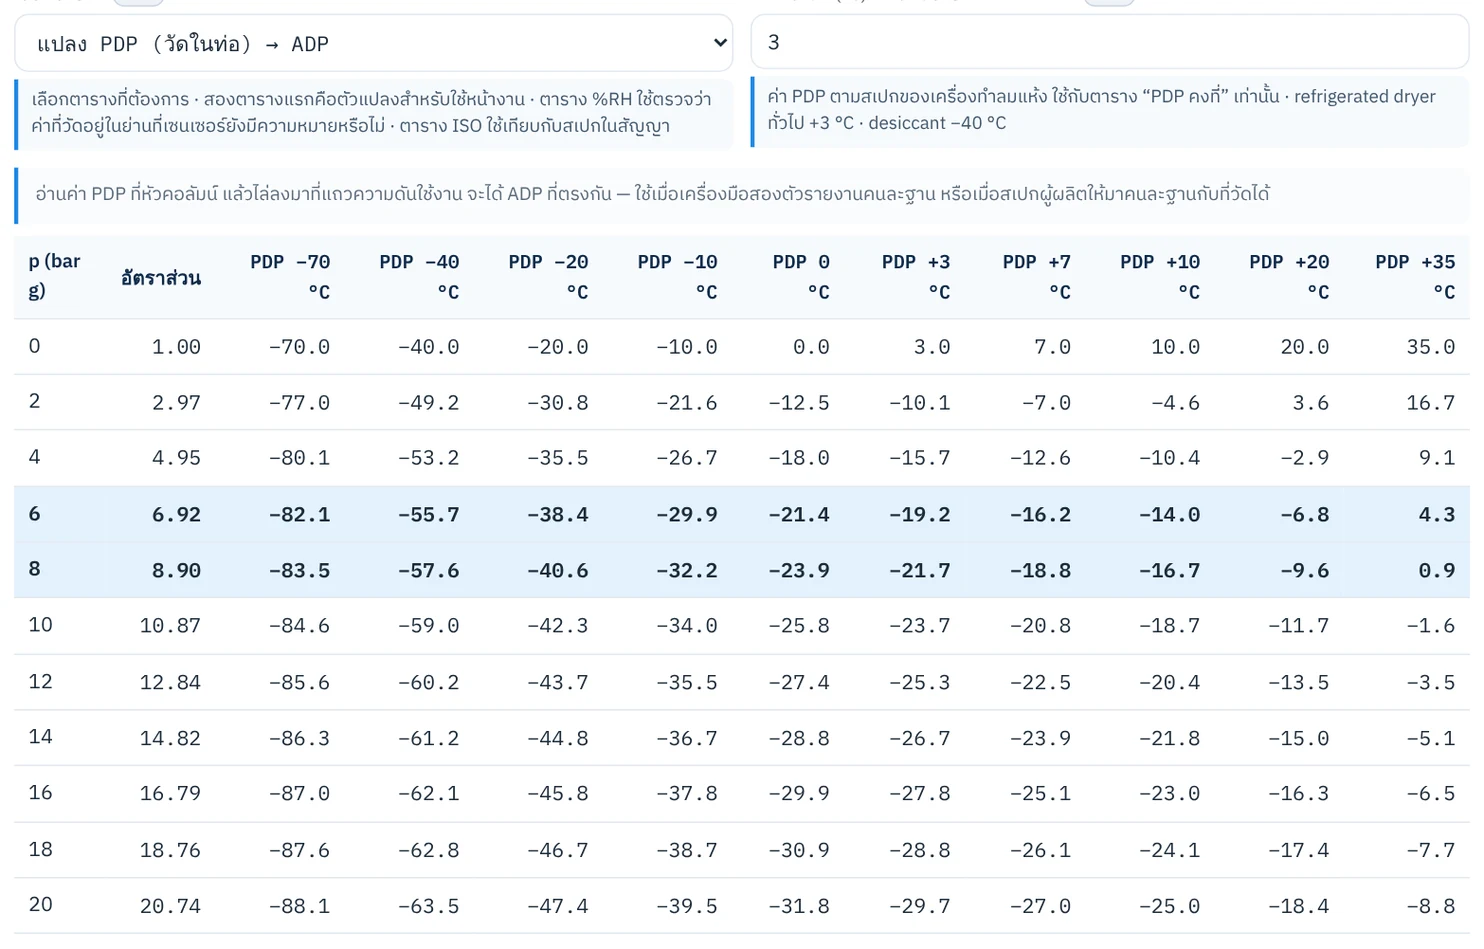 แปลง PDP (วัดในท่อ) → ADP
3
เลือกตารางที่ต้องการ · สองตารางแรกคือตัวแปลงสำหรับใช้หน้างาน · ตาราง %RH ใช้ตรวจว่า
ค่าที่วัดอยู่ในย่านที่เซนเซอร์ยังมีความหมายหรือไม่ · ตาราง ISO ใช้เทียบกับสเปกในสัญญา
ค่า PDP ตามสเปกของเครื่องทำลมแห้ง ใช้กับตาราง “PDP คงที่” เท่านั้น · refrigerated dryer
ทั่วไป +3 °C · desiccant −40 °C
อ่านค่า PDP ที่หัวคอลัมน์ แล้วไล่ลงมาที่แถวความดันใช้งาน จะได้ ADP ที่ตรงกัน — ใช้เมื่อเครื่องมือสองตัวรายงานคนละฐาน หรือเมื่อสเปกผู้ผลิตให้มาคนละฐานกับที่วัดได้
p (bar g) อัตราส่วน PDP −70 °C PDP −40 °C PDP −20 °C PDP −10 °C PDP 0 °C PDP +3 °C PDP +7 °C PDP +10 °C PDP +20 °C PDP +35 °C
0 1.00 −70.0 −40.0 −20.0 −10.0 0.0 3.0 7.0 10.0 20.0 35.0
2 2.97 −77.0 −49.2 −30.8 −21.6 −12.5 −10.1 −7.0 −4.6 3.6 16.7
4 4.95 −80.1 −53.2 −35.5 −26.7 −18.0 −15.7 −12.6 −10.4 −2.9 9.1
6 6.92 −82.1 −55.7 −38.4 −29.9 −21.4 −19.2 −16.2 −14.0 −6.8 4.3
8 8.90 −83.5 −57.6 −40.6 −32.2 −23.9 −21.7 −18.8 −16.7 −9.6 0.9
10 10.87 −84.6 −59.0 −42.3 −34.0 −25.8 −23.7 −20.8 −18.7 −11.7 −1.6
12 12.84 −85.6 −60.2 −43.7 −35.5 −27.4 −25.3 −22.5 −20.4 −13.5 −3.5
14 14.82 −86.3 −61.2 −44.8 −36.7 −28.8 −26.7 −23.9 −21.8 −15.0 −5.1
16 16.79 −87.0 −62.1 −45.8 −37.8 −29.9 −27.8 −25.1 −23.0 −16.3 −6.5
18 18.76 −87.6 −62.8 −46.7 −38.7 −30.9 −28.8 −26.1 −24.1 −17.4 −7.7
20 20.74 −88.1 −63.5 −47.4 −39.5 −31.8 −29.7 −27.0 −25.0 −18.4 −8.8